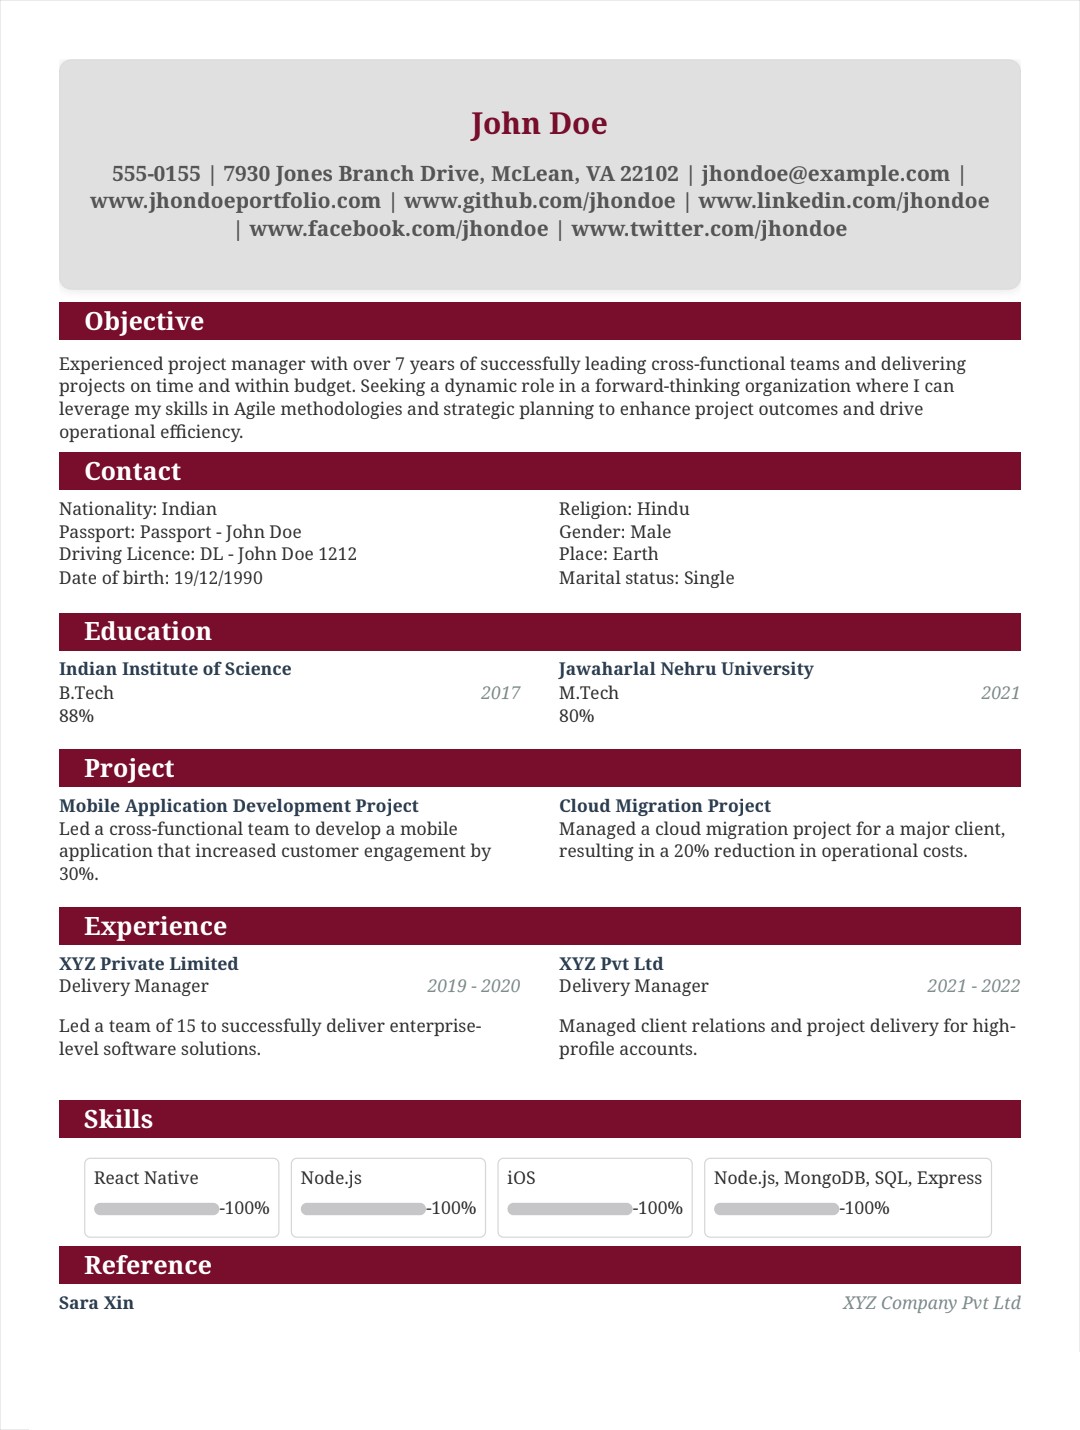 John Doe
555-0155 | 7930 Jones Branch Drive, McLean, VA 22102 | jhondoe@example.com |
www.jhondoeportfolio.com | www.github.com/jhondoe | www.linkedin.com/jhondoe
| www.facebook.com/jhondoe | www.twitter.com/jhondoe
Objective
Experienced project manager with over 7 years of successfully leading cross-functional teams and delivering
projects on time and within budget. Seeking a dynamic role in a forward-thinking organization where I can
leverage my skills in Agile methodologies and strategic planning to enhance project outcomes and drive
operational efficiency.
Contact
Nationality: Indian
Passport: Passport - John Doe
Driving Licence: DL - John Doe 1212
Date of birth: 19/12/1990
Religion: Hindu
Gender: Male
Place: Earth
Marital status: Single
Education
Indian Institute of Science
B.Tech 2017
88%
Jawaharlal Nehru University
M.Tech 2021
80%
Project
Mobile Application Development Project
Led a cross-functional team to develop a mobile
application that increased customer engagement by
30%.
Cloud Migration Project
Managed a cloud migration project for a major client,
resulting in a 20% reduction in operational costs.
Experience
XYZ Private Limited
Delivery Manager 2019 - 2020
Led a team of 15 to successfully deliver enterprise-
level software solutions.
XYZ Pvt Ltd
Delivery Manager 2021 - 2022
Managed client relations and project delivery for high-
profile accounts.
Skills
React Native
-100%
Node.js
-100%
iOS
-100%
Node.js, MongoDB, SQL, Express
-100%
Reference
Sara Xin XYZ Company Pvt Ltd